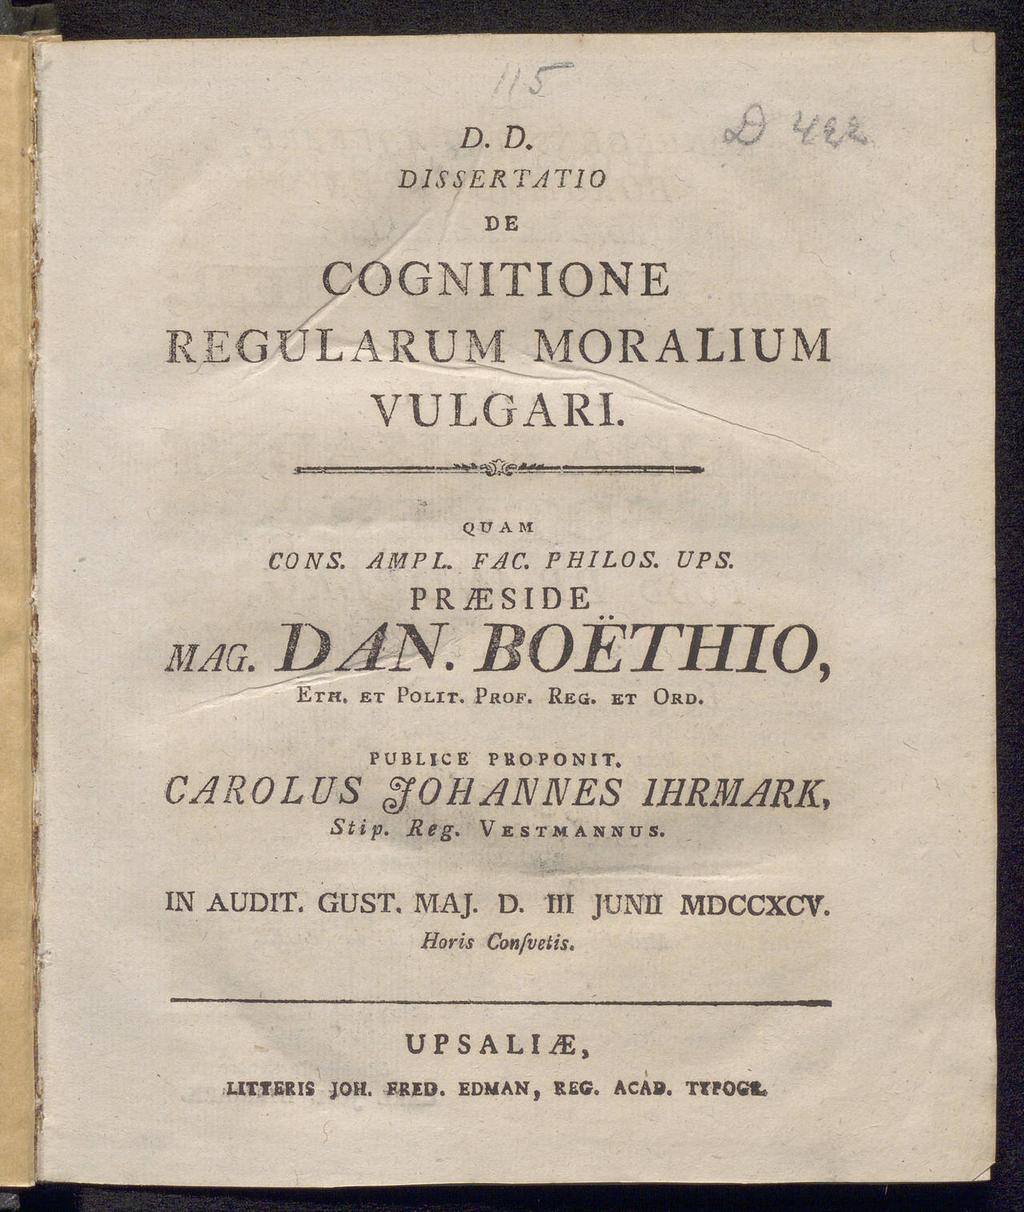 115
D 422
D. D.
DISSERTATIO
DE
COGNITIONE
REGULARUM MORALIUM
VULGARI.
QUAM
CONS. AMPL. FAC. PHILOS. UPS.
PRÆSIDE
MAG. DAN. BOËTHIO,
ETH. ET POLIT. PROF. REG. ET ORD.
PUBLICE PROPONIT.
CAROLUS JOHANNES IHRMARK,
Stip. Reg. VESTMANNUS.
IN AUDIT. GUST. MAJ. D. III JUNII MDCCXCV.
Horis Conſvetis.
UPSALIÆ,
LITTERIS JOH. FRED. EDMAN, REG. ACAD. TYPOGR.